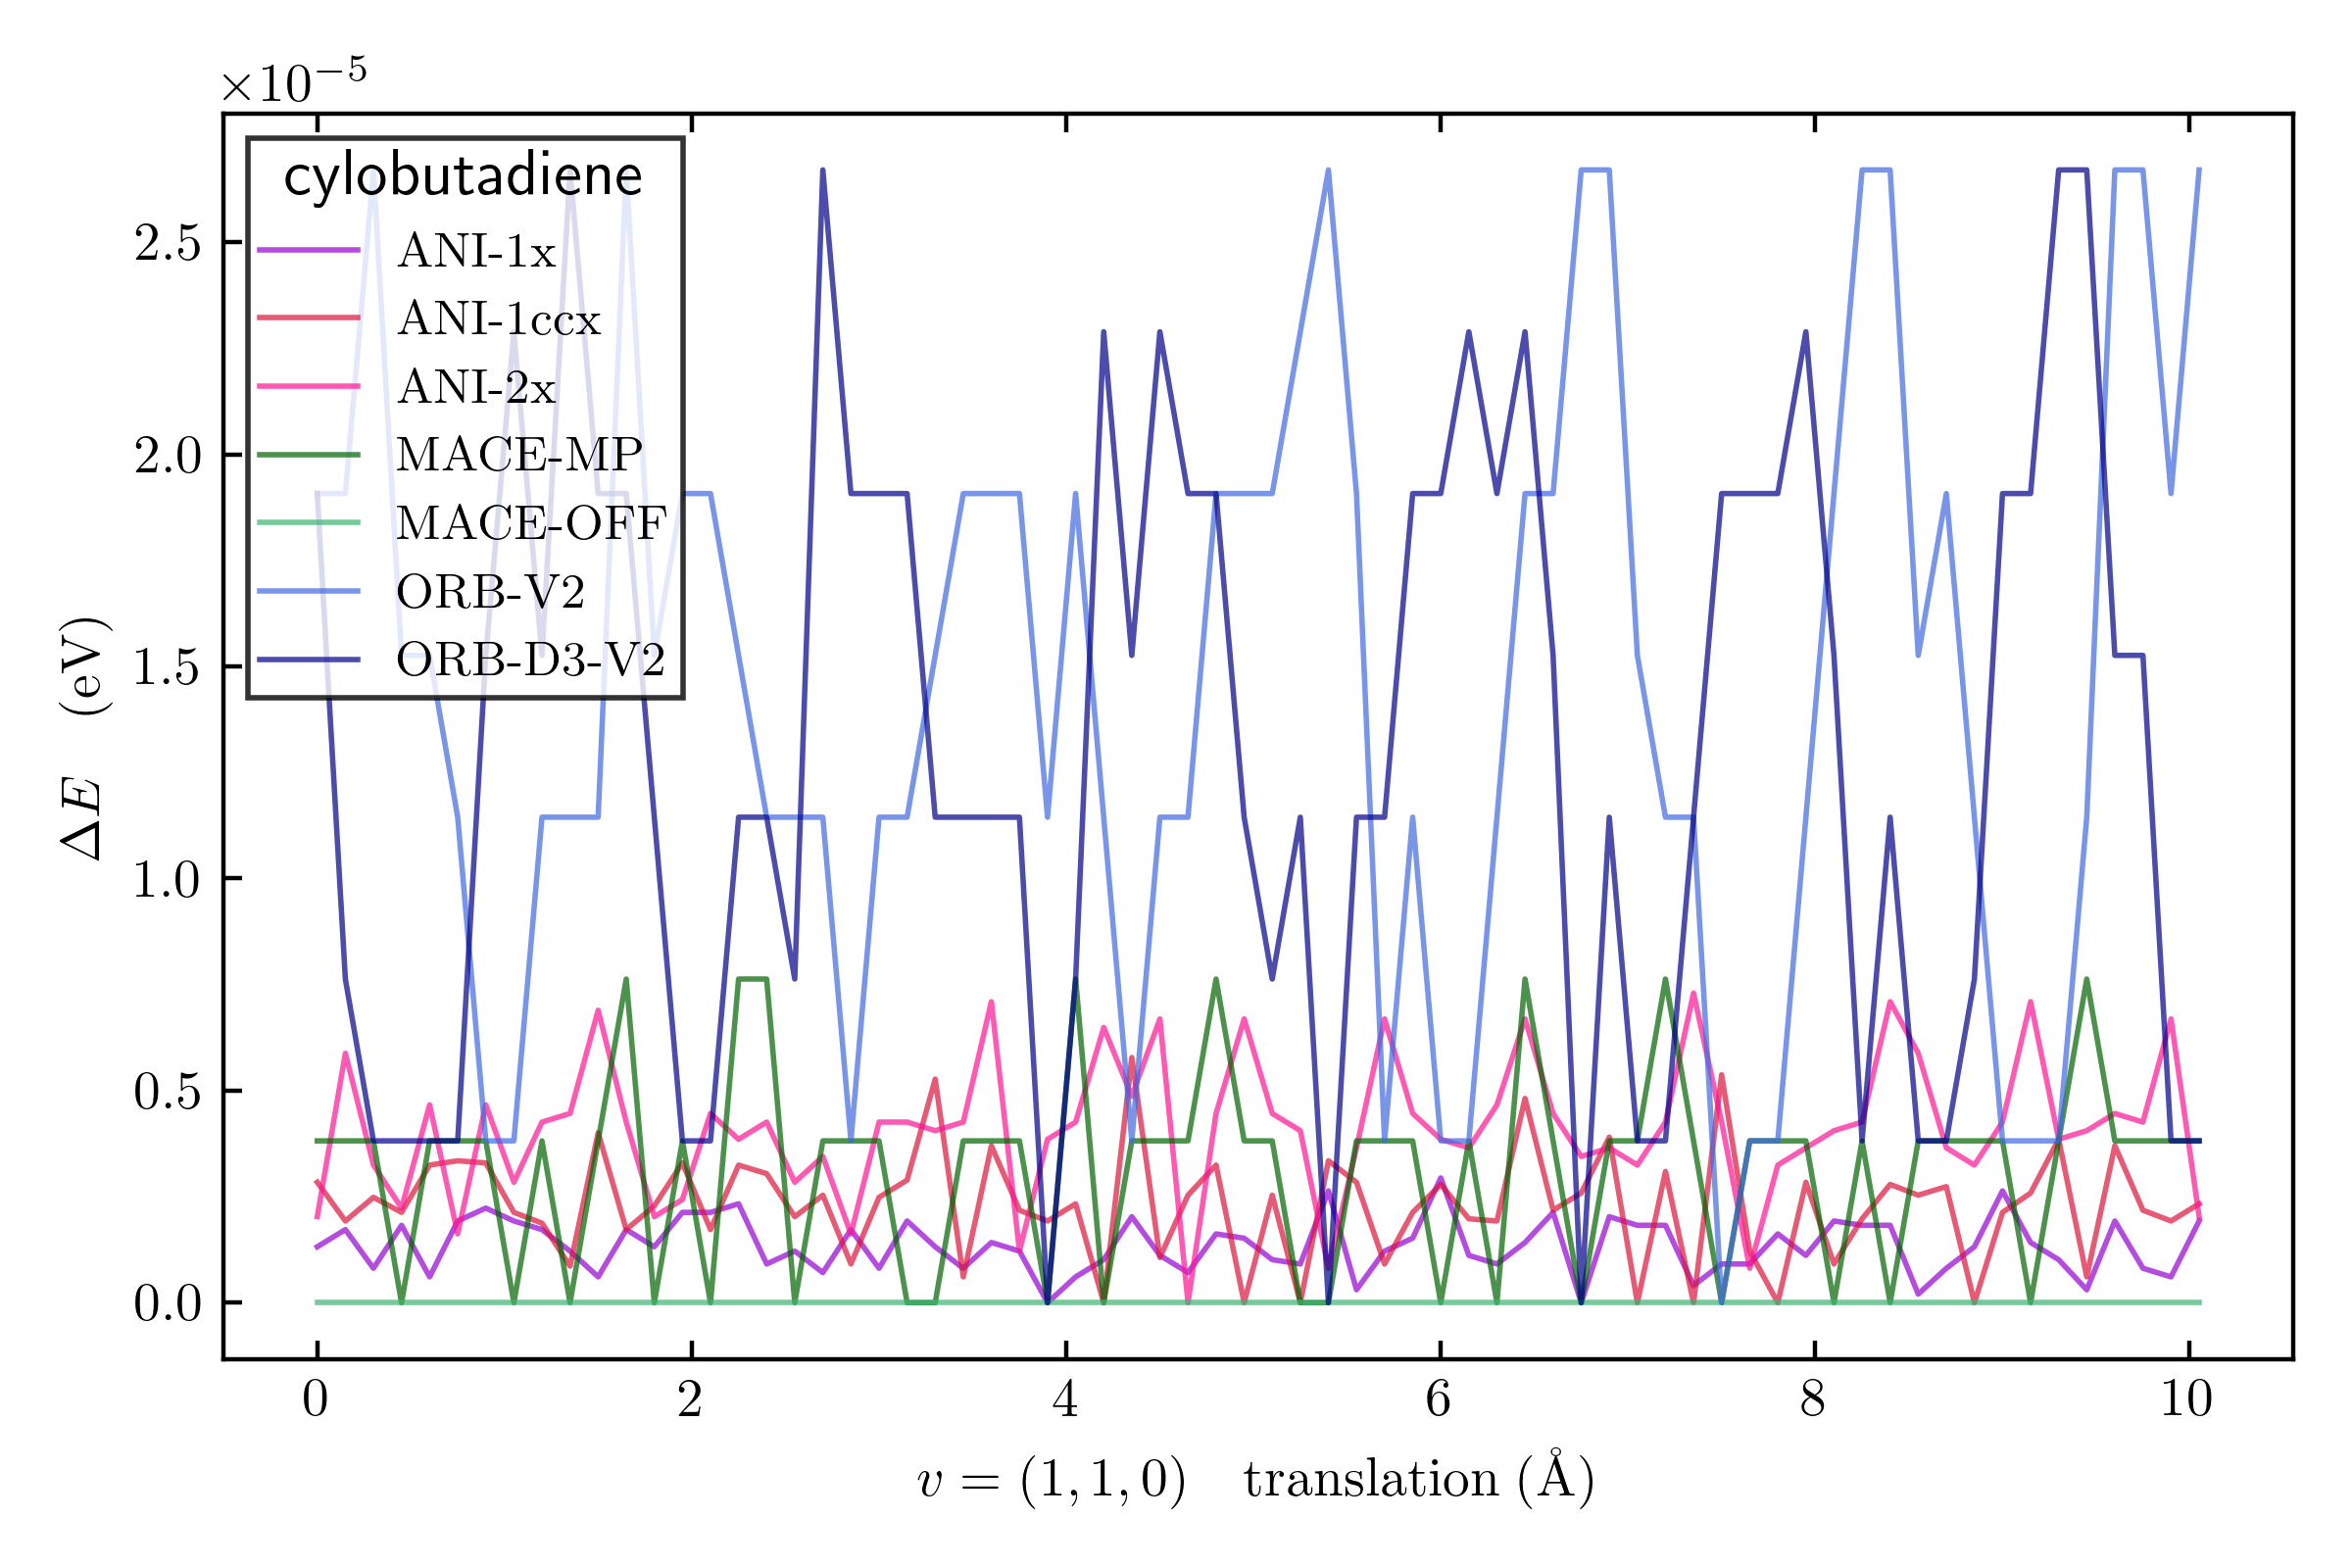 ×10⁻⁵
cylobutadiene
ANI-1x
ANI-1ccx
ANI-2x
MACE-MP
MACE-OFF
ORB-V2
ORB-D3-V2
2.5
2.0
1.5
1.0
0.5
0.0
ΔE (eV)
0 2 4 6 8 10
v = (1, 1, 0) translation (Å)